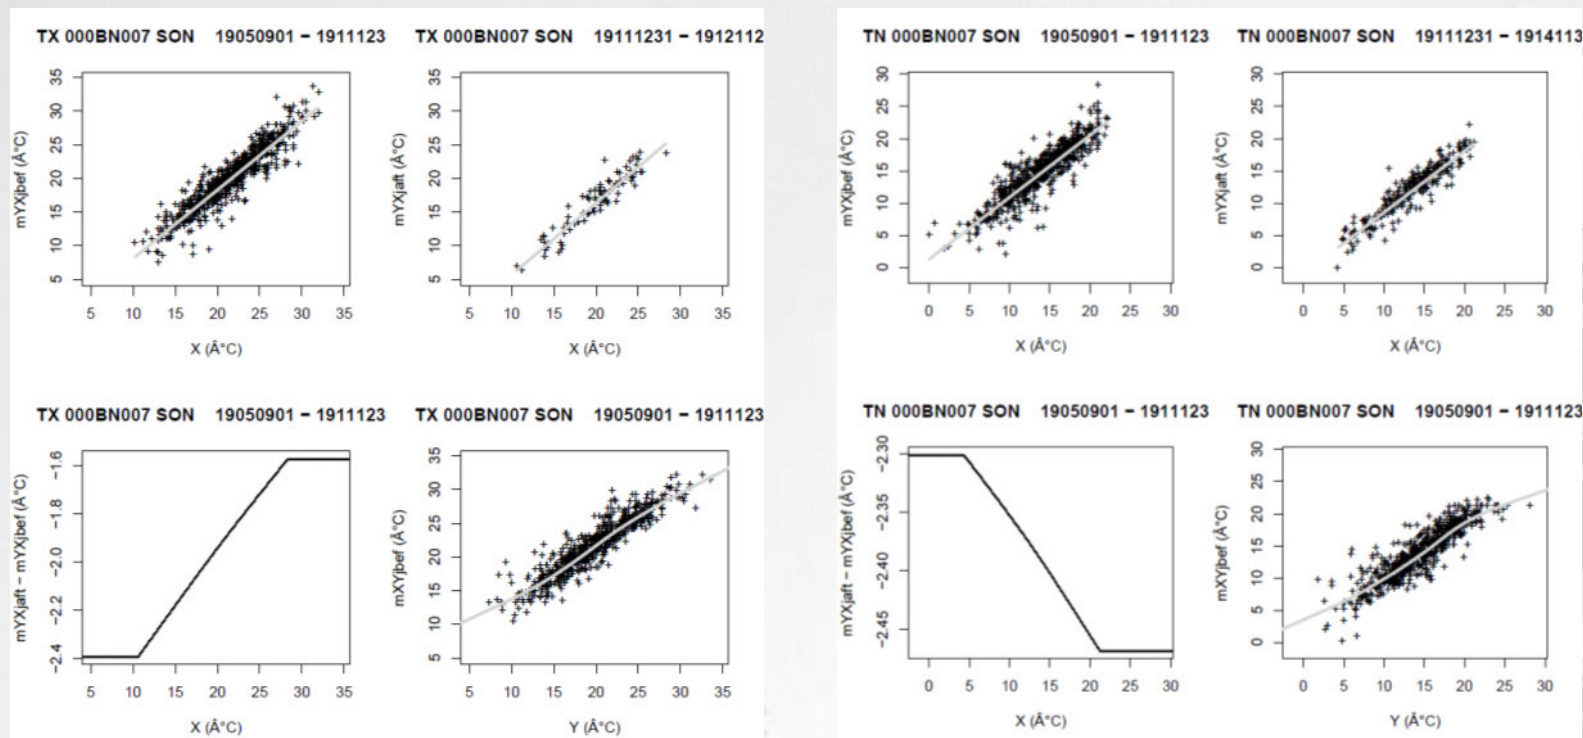 TX 000BN007 SON 19050901 − 1911123
TX 000BN007 SON 19111231 − 1912112
TN 000BN007 SON 19050901 − 1911123
TN 000BN007 SON 19111231 − 1914113
mYXjbef (Å°C)
35
30
25
20
15
10
5
5 10 15 20 25 30 35
X (Å°C)
mYXjaft (Å°C)
35
30
25
20
15
10
5
5 10 15 20 25 30 35
X (Å°C)
mYXjbef (Å°C)
30
25
20
15
10
5
0
0 5 10 15 20 25 30
X (Å°C)
mYXjaft (Å°C)
30
25
20
15
10
5
0
0 5 10 15 20 25 30
X (Å°C)
TX 000BN007 SON 19050901 − 1911123
TX 000BN007 SON 19050901 − 1911123
TN 000BN007 SON 19050901 − 1911123
TN 000BN007 SON 19050901 − 1911123
mYXjaft − mYXjbef (Å°C)
−1.6
−1.8
−2.0
−2.2
−2.4
5 10 15 20 25 30 35
X (Å°C)
mXYjbef (Å°C)
35
30
25
20
15
10
5
5 10 15 20 25 30 35
Y (Å°C)
mYXjaft − mYXjbef (Å°C)
−2.30
−2.35
−2.40
−2.45
0 5 10 15 20 25 30
X (Å°C)
mXYjbef (Å°C)
30
25
20
15
10
5
0
0 5 10 15 20 25 30
Y (Å°C)